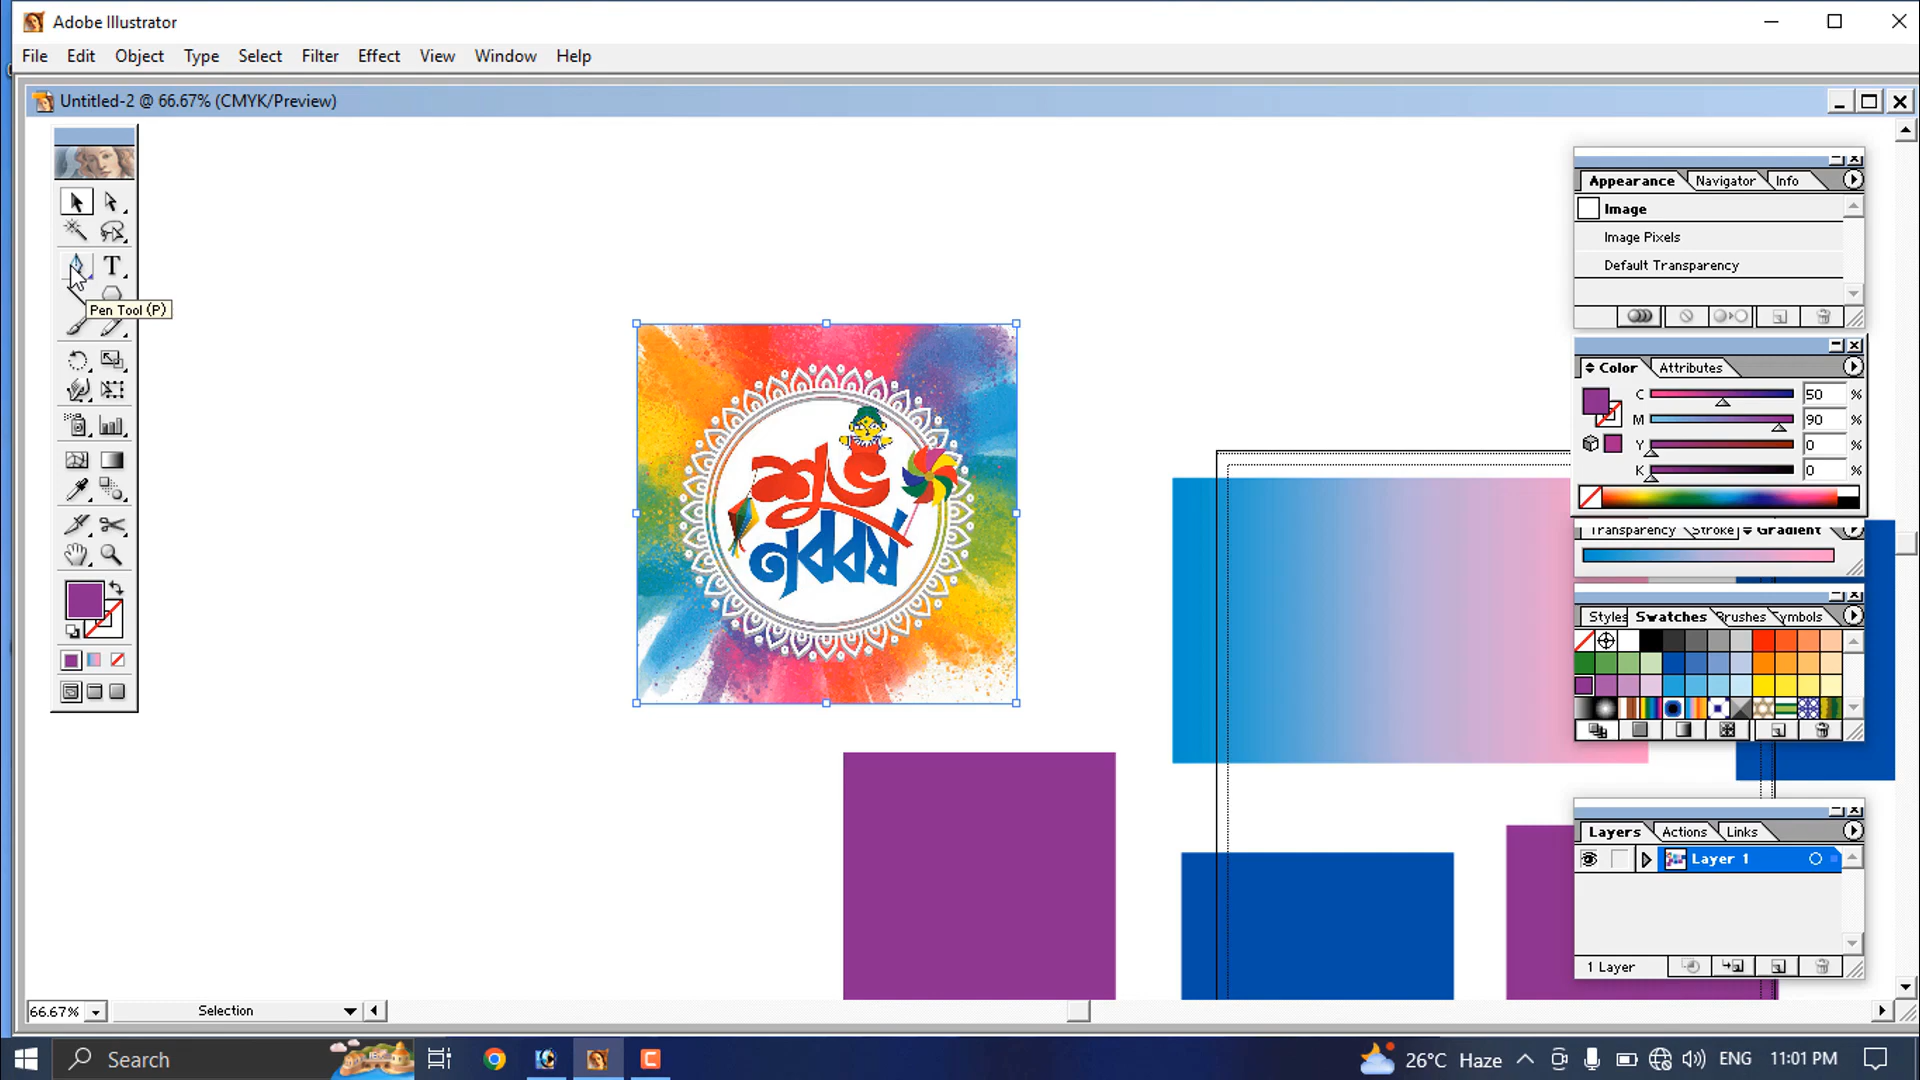 Adobe Illustrator
File Edit Object Type Select Filter Effect View Window Help
Untitled-2 @ 66.67% (CMYK/Preview)
T
Pen Tool (P)
শুভ
নববর্ষ
Appearance Navigator Info
Image
Image Pixels
Default Transparency
Color Attributes
C 50 %
M 90 %
Y 0 %
K 0 %
Transparency Stroke Gradient
Styles Swatches Brushes Symbols
Layers Actions Links
Layer 1
1 Layer
66.67% Selection
Search
26°C Haze ENG 11:01 PM